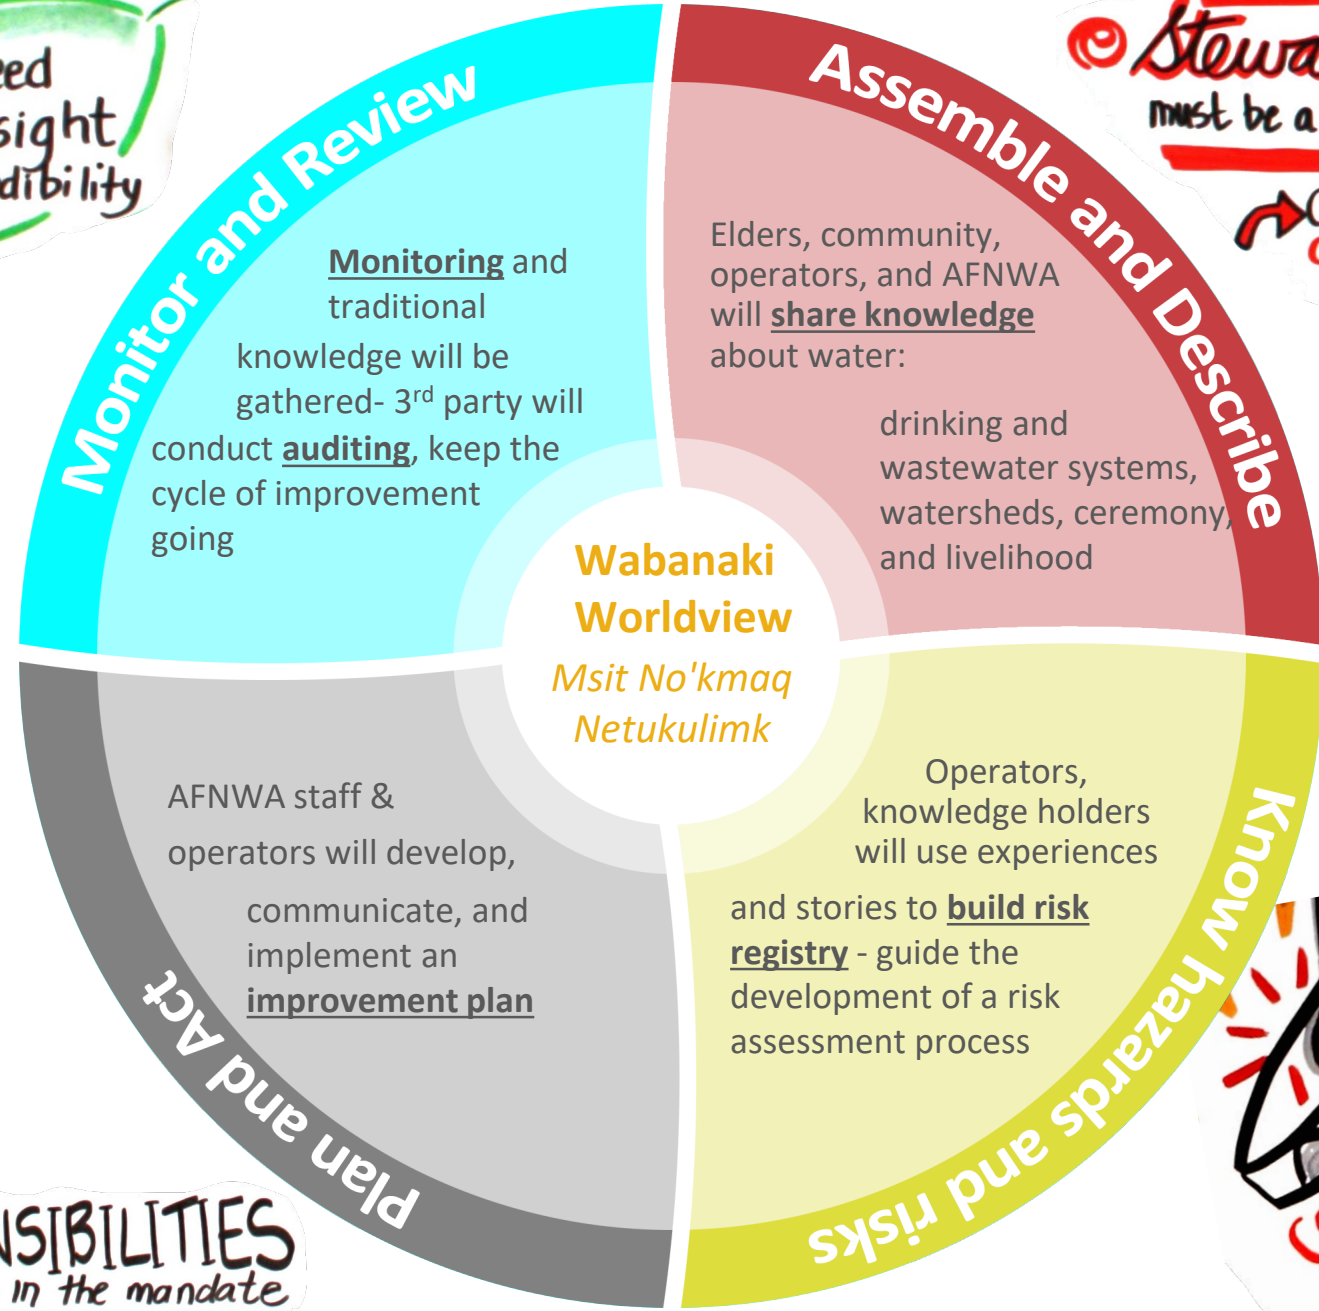 sight
Monitor and Review
Monitoring and
traditional
knowledge will be
gathered- 3rd party will
conduct auditing, keep the
cycle of improvement
going
must be a
Assemble and Describe
Elders, community,
operators, and AFNWA
will share knowledge
about water:
drinking and
wastewater systems,
watersheds, ceremony,
and livelihood
Wabanaki
Worldview
Msit No'kmaq
Netukulimk
Know hazards and risks
Operators,
knowledge holders
will use experiences
and stories to build risk
registry - guide the
development of a risk
assessment process
Plan and Act
AFNWA staff &
operators will develop,
communicate, and
implement an
improvement plan
NSIBILITIES
in the mandate